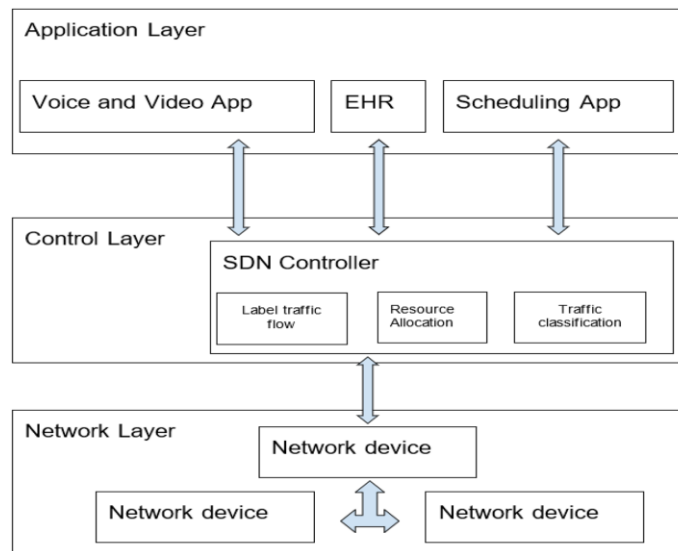 Application Layer
Voice and Video App
EHR
Scheduling App
Control Layer
SDN Controller
Label traffic
flow
Resource
Allocation
Traffic
classification
Network Layer
Network device
Network device
Network device